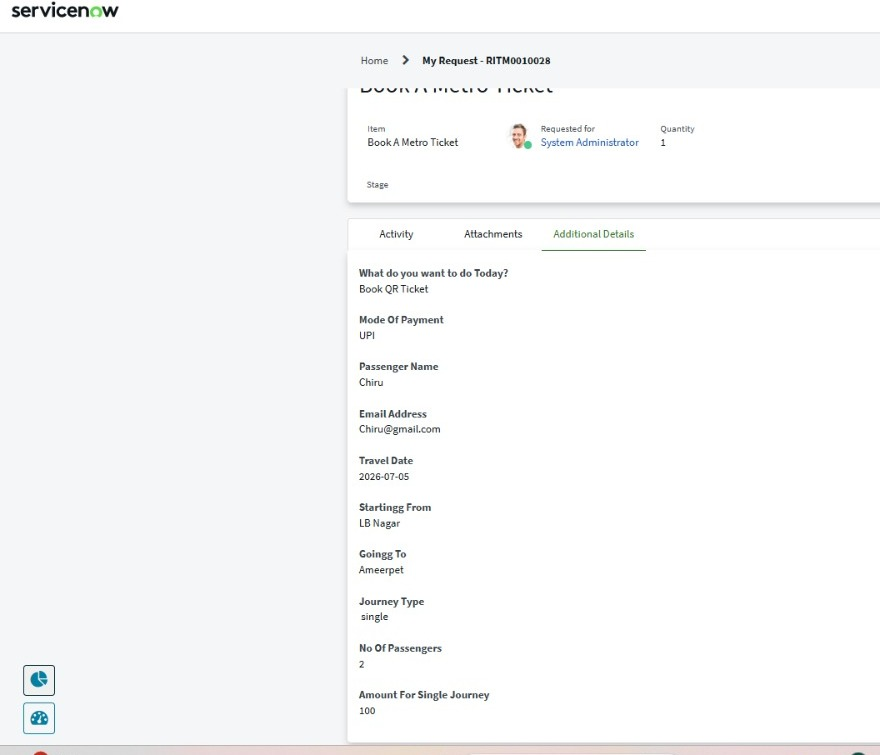 servicenow
Home > My Request - RITM0010028
Book A Metro Ticket
Item
Book A Metro Ticket
Requested for
System Administrator
Quantity
1
Stage
Activity Attachments Additional Details
What do you want to do Today?
Book QR Ticket
Mode Of Payment
UPI
Passenger Name
Chiru
Email Address
Chiru@gmail.com
Travel Date
2026-07-05
Startingg From
LB Nagar
Goingg To
Ameerpet
Journey Type
single
No Of Passengers
2
Amount For Single Journey
100